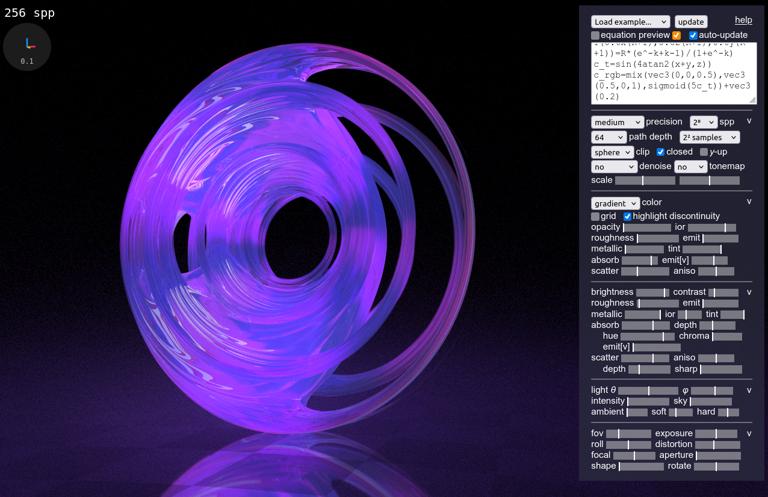 256 spp
0.1
Load example... update help
equation preview auto-update
+1))=R*(e^-k+k-1)/(1+e^-k)
c_t=sin(4atan2(x+y,z))
c_rgb=mix(vec3(0,0,0.5),vec3
(0.5,0,1),sigmoid(5c_t))+vec3
(0.2)
medium precision 2⁸ spp v
64 path depth 2² samples
sphere clip closed y-up
no denoise no tonemap
scale
gradient color v
grid highlight discontinuity
opacity ior
roughness emit
metallic tint
absorb emit[v]
scatter aniso
brightness contrast v
roughness emit
metallic ior tint
absorb depth
hue chroma
emit[v]
scatter aniso
depth sharp
light θ φ v
intensity sky
ambient soft hard
fov exposure v
roll distortion
focal aperture
shape rotate